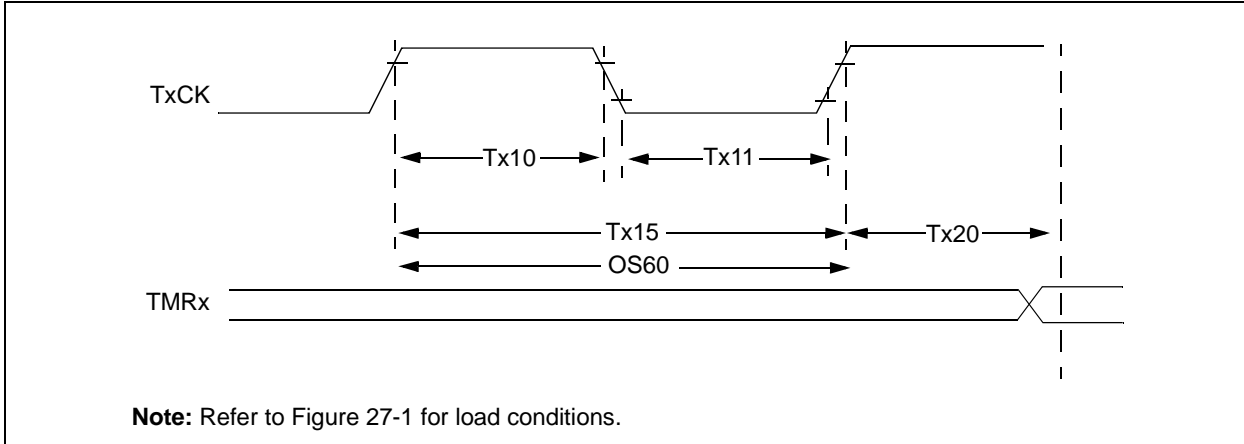 TxCK
Tx10
Tx11
Tx15
Tx20
OS60
TMRx
Note: Refer to Figure 27-1 for load conditions.